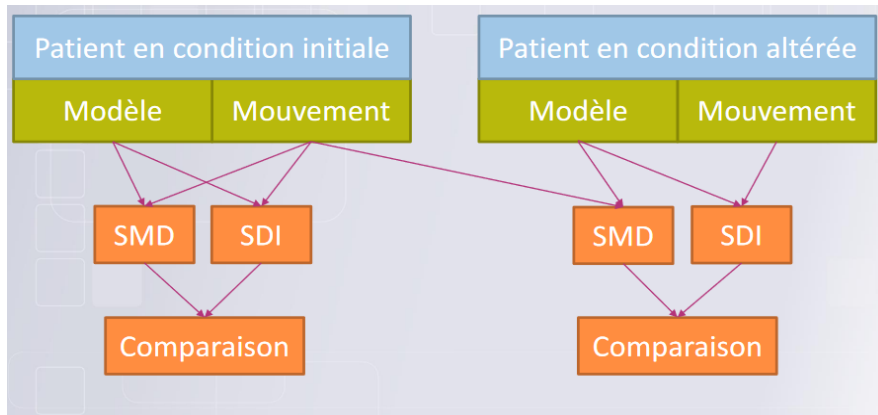 Patient en condition initiale
Modèle Mouvement
SMD SDI
Comparaison
Patient en condition altérée
Modèle Mouvement
SMD SDI
Comparaison